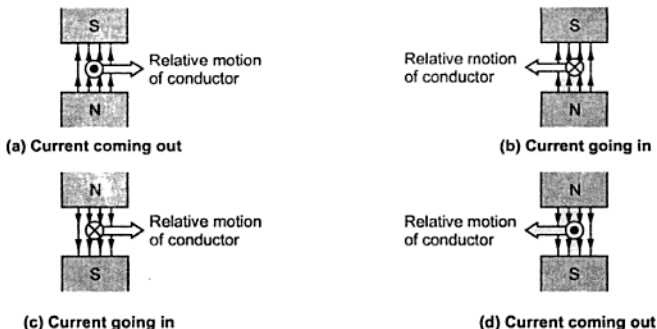 S
Relative motion
of conductor
N
(a) Current coming out
S
Relative motion
of conductor
N
(b) Current going in
N
Relative motion
of conductor
S
(c) Current going in
N
Relative motion
of conductor
S
(d) Current coming out